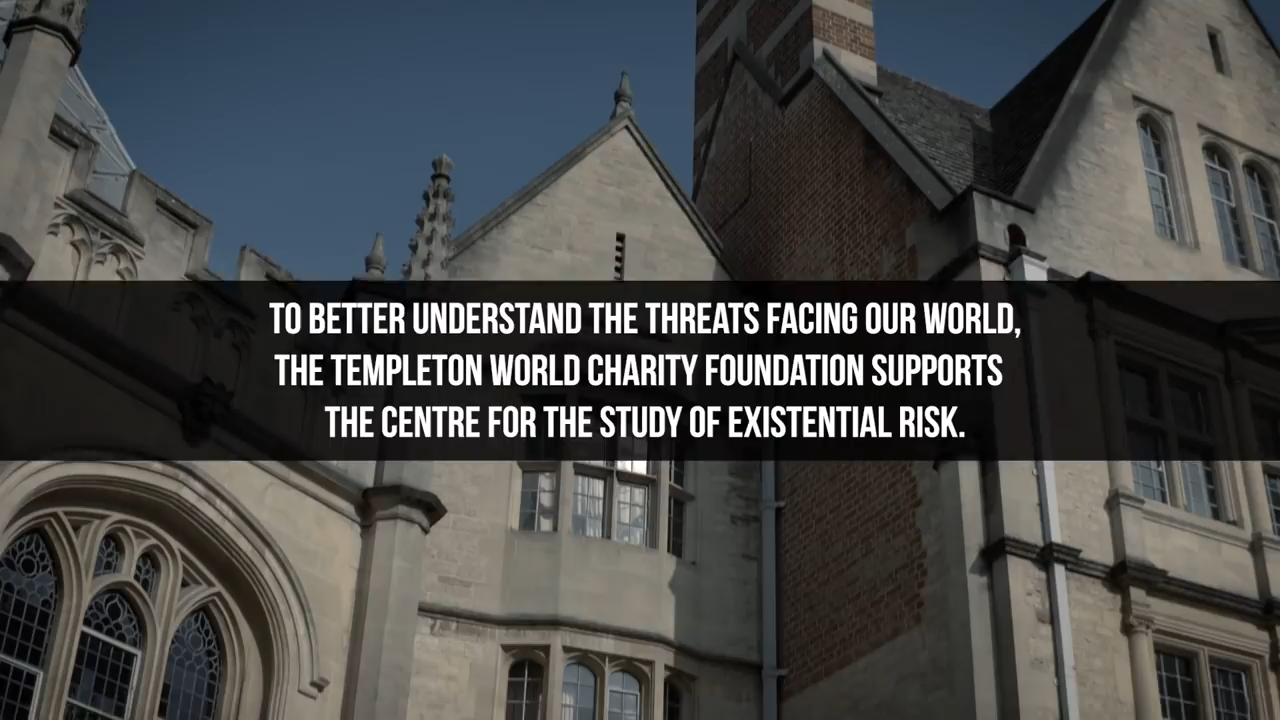 TO BETTER UNDERSTAND THE THREATS FACING OUR WORLD,
THE TEMPLETON WORLD CHARITY FOUNDATION SUPPORTS
THE CENTRE FOR THE STUDY OF EXISTENTIAL RISK.